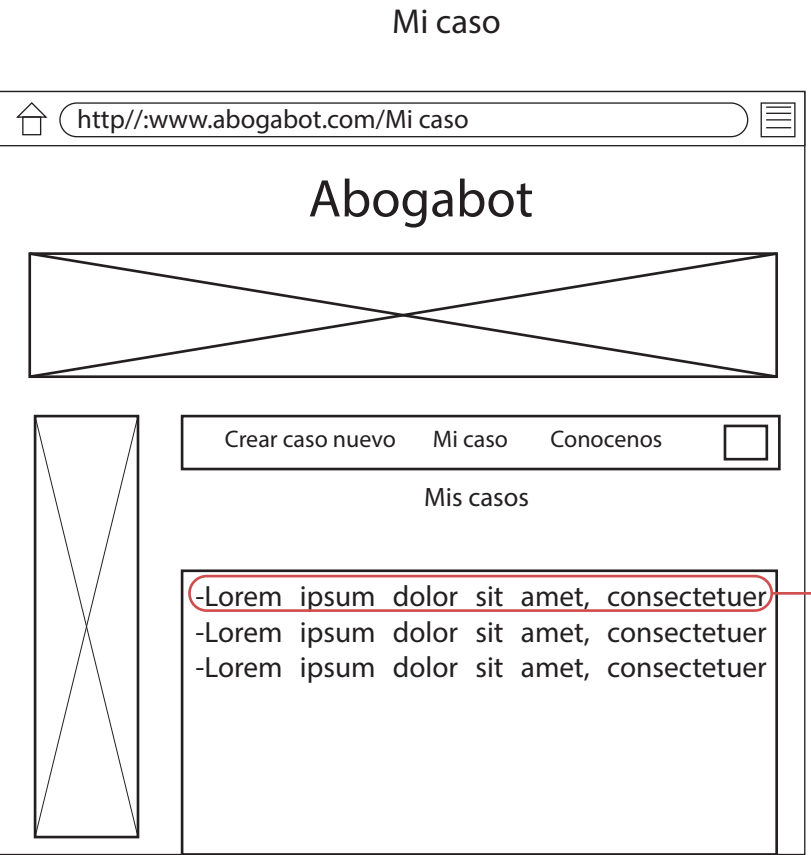 Mi caso
http//:www.abogabot.com/Mi caso
Abogabot
Crear caso nuevo Mi caso Conocenos
Mis casos
-Lorem ipsum dolor sit amet, consectetuer
-Lorem ipsum dolor sit amet, consectetuer
-Lorem ipsum dolor sit amet, consectetuer